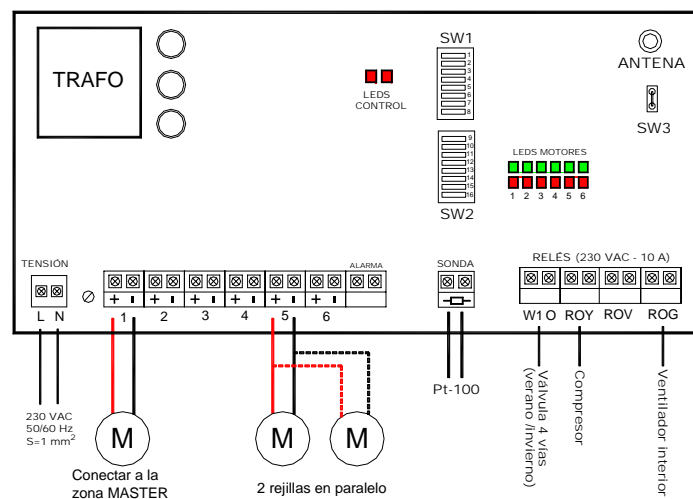 TRAFO
LEDS
CONTROL
SW1
1
2
3
4
5
6
7
8
9
10
11
12
13
14
15
16
SW2
ANTENA
SW3
LEDS MOTORES
1 2 3 4 5 6
TENSIÓN
L N
ALARMA
+ - + - + - + - + - + -
1 2 3 4 5 6
SONDA
RELÉS (230 VAC - 10 A)
W1 O ROY ROV ROG
230 VAC
50/60 Hz
S=1 mm²
M
Conectar a la
zona MASTER
M M
2 rejillas en paralelo
Pt-100
Válvula 4 vías
(verano /invierno)
Compresor
Ventilador interior